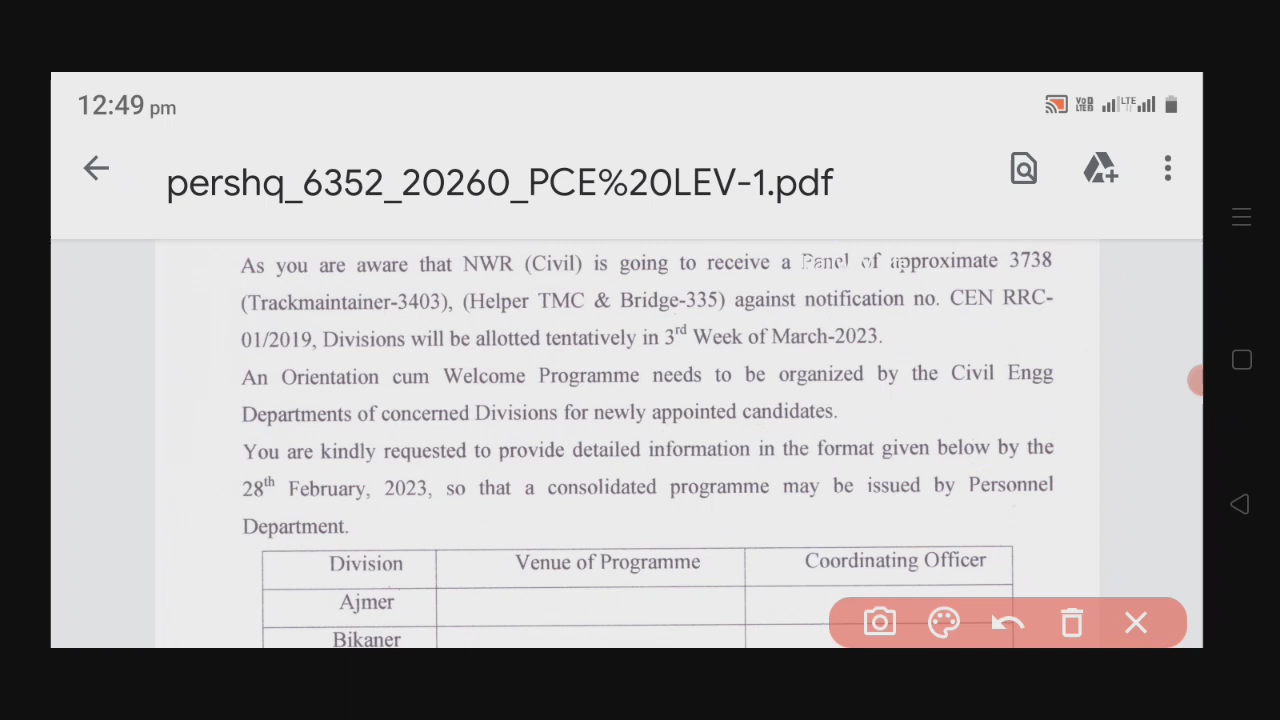 12:49 pm
VoD LTE LTE
pershq_6352_20260_PCE%20LEV-1.pdf
As you are aware that NWR (Civil) is going to receive a Panel of approximate 3738
(Trackmaintainer-3403), (Helper TMC & Bridge-335) against notification no. CEN RRC-
01/2019, Divisions will be allotted tentatively in 3rd Week of March-2023.
An Orientation cum Welcome Programme needs to be organized by the Civil Engg
Departments of concerned Divisions for newly appointed candidates.
You are kindly requested to provide detailed information in the format given below by the
28th February, 2023, so that a consolidated programme may be issued by Personnel
Department.
Division Venue of Programme Coordinating Officer
Ajmer
Bikaner